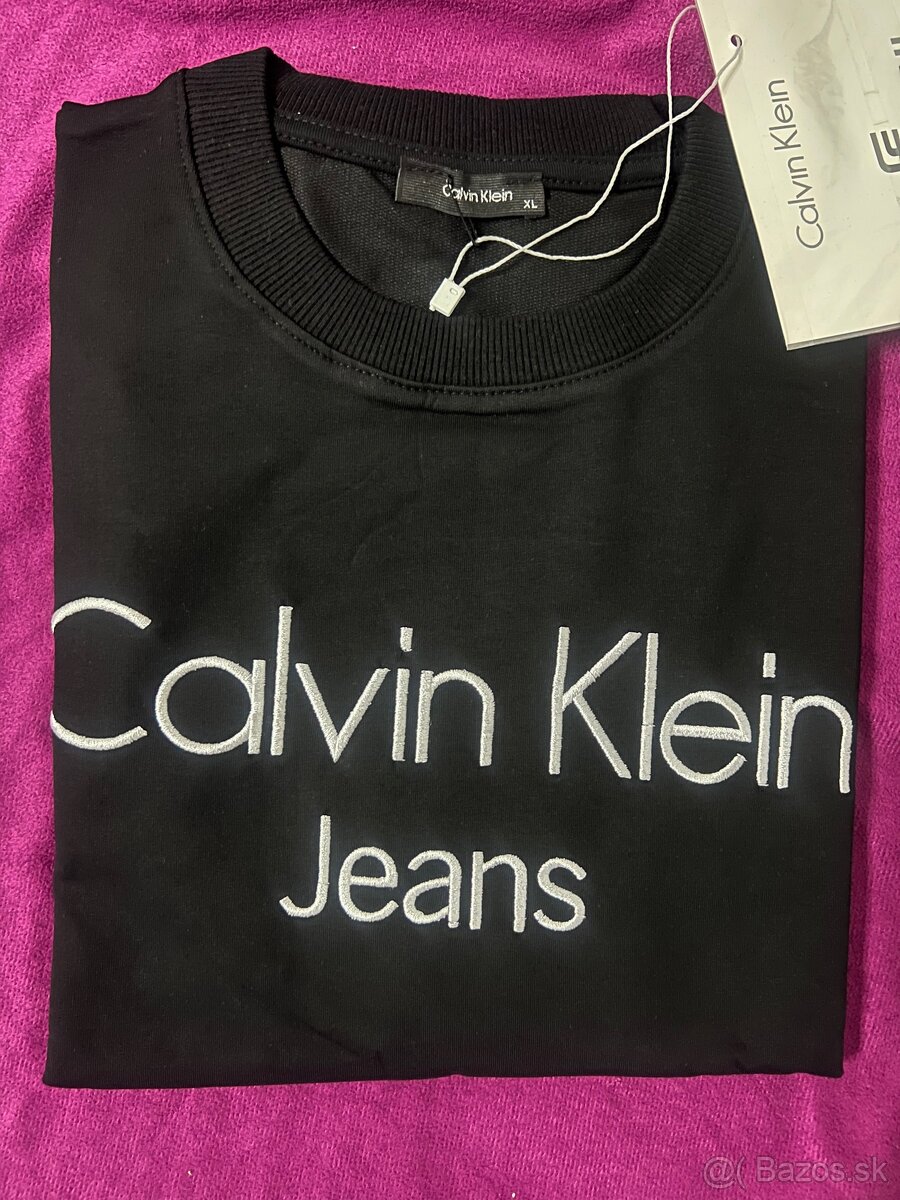 Calvin Klein
XL
Calvin Klein
Calvin Klein
Jeans
@( Bazos.sk